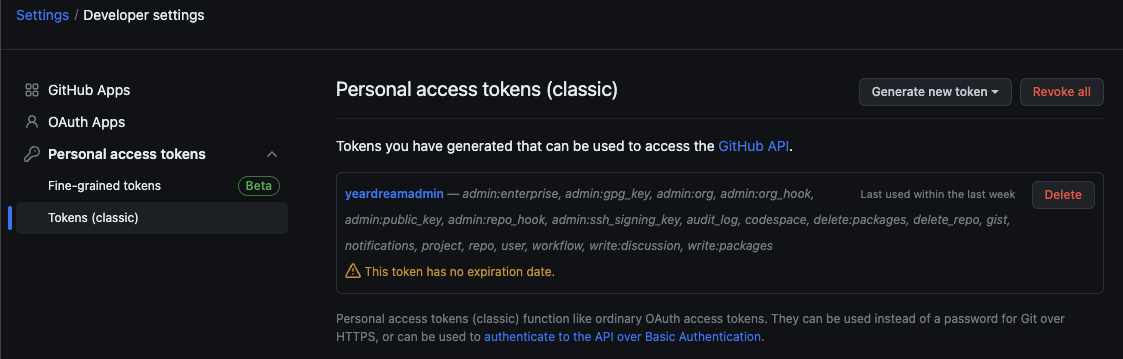 Settings / Developer settings
GitHub Apps
OAuth Apps
Personal access tokens
Fine-grained tokens Beta
Tokens (classic)
Personal access tokens (classic)
Generate new token
Revoke all
Tokens you have generated that can be used to access the GitHub API.
yeardreamadmin — admin:enterprise, admin:gpg_key, admin:org, admin:org_hook,
admin:public_key, admin:repo_hook, admin:ssh_signing_key, audit_log, codespace, delete:packages, delete_repo, gist,
notifications, project, repo, user, workflow, write:discussion, write:packages
Last used within the last week
Delete
This token has no expiration date.
Personal access tokens (classic) function like ordinary OAuth access tokens. They can be used instead of a password for Git over
HTTPS, or can be used to authenticate to the API over Basic Authentication.